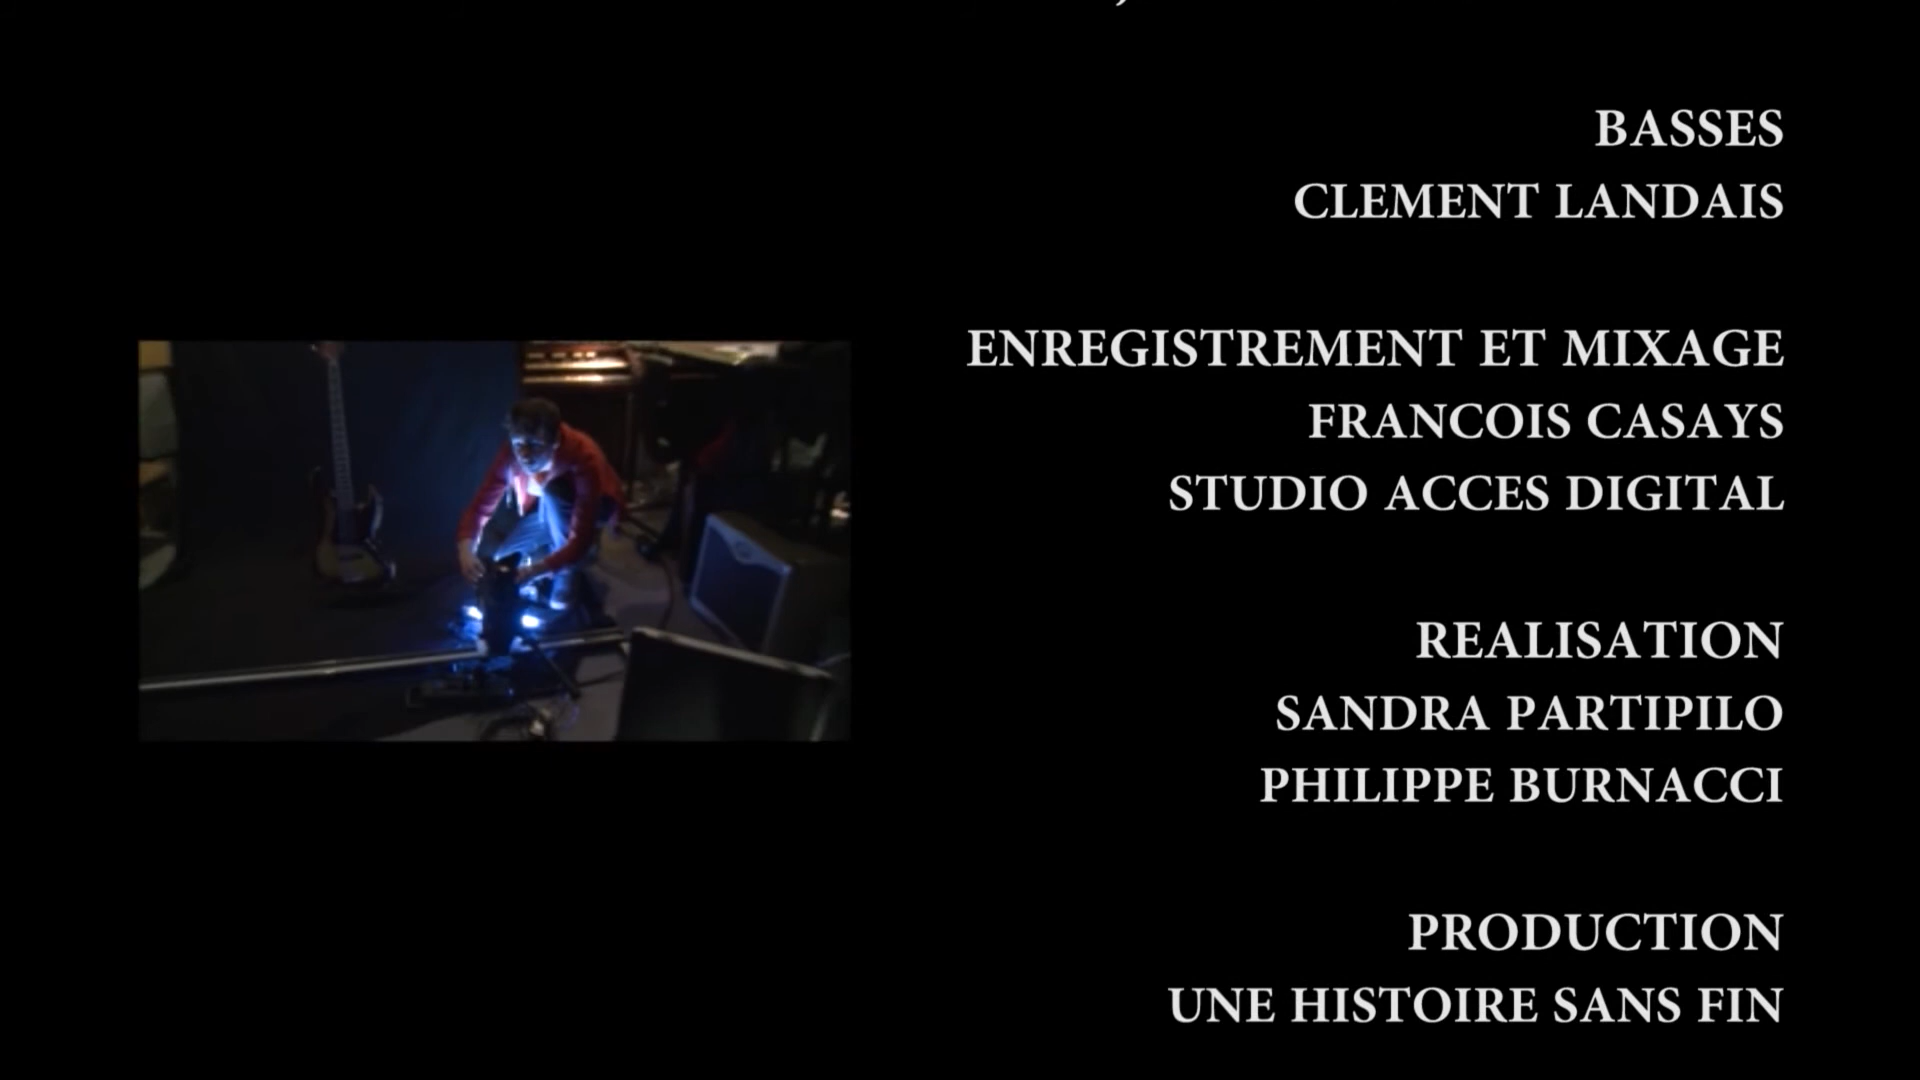 BASSES
CLEMENT LANDAIS
ENREGISTREMENT ET MIXAGE
FRANCOIS CASAYS
STUDIO ACCES DIGITAL
REALISATION
SANDRA PARTIPILO
PHILIPPE BURNACCI
PRODUCTION
UNE HISTOIRE SANS FIN